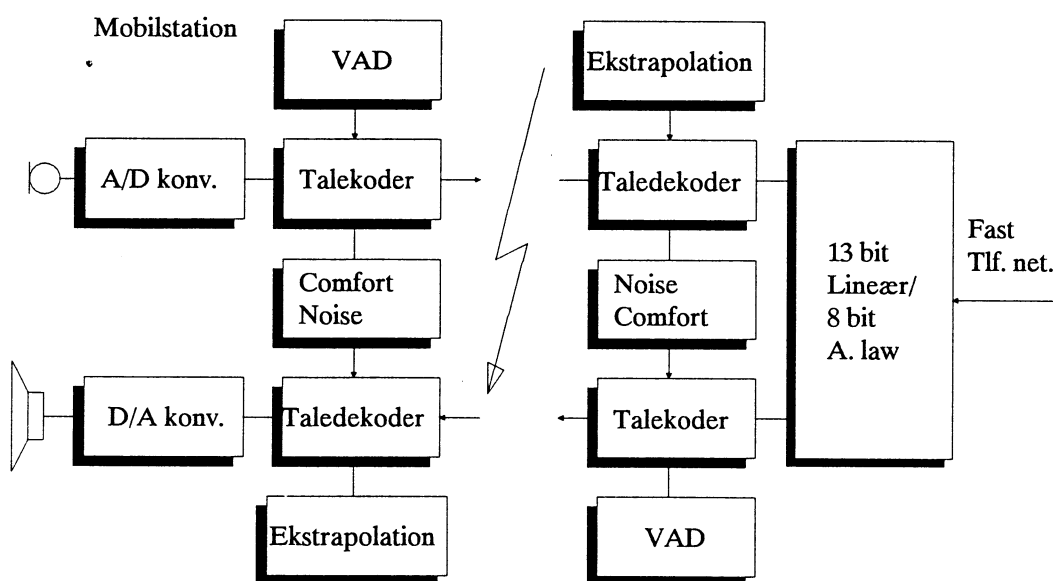 Mobilstation
VAD
Ekstrapolation
A/D konv.
Talekoder
Taledekoder
Comfort
Noise
Noise
Comfort
13 bit
Lineær/
8 bit
A. law
Fast
Tlf. net.
D/A konv.
Taledekoder
Talekoder
Ekstrapolation
VAD